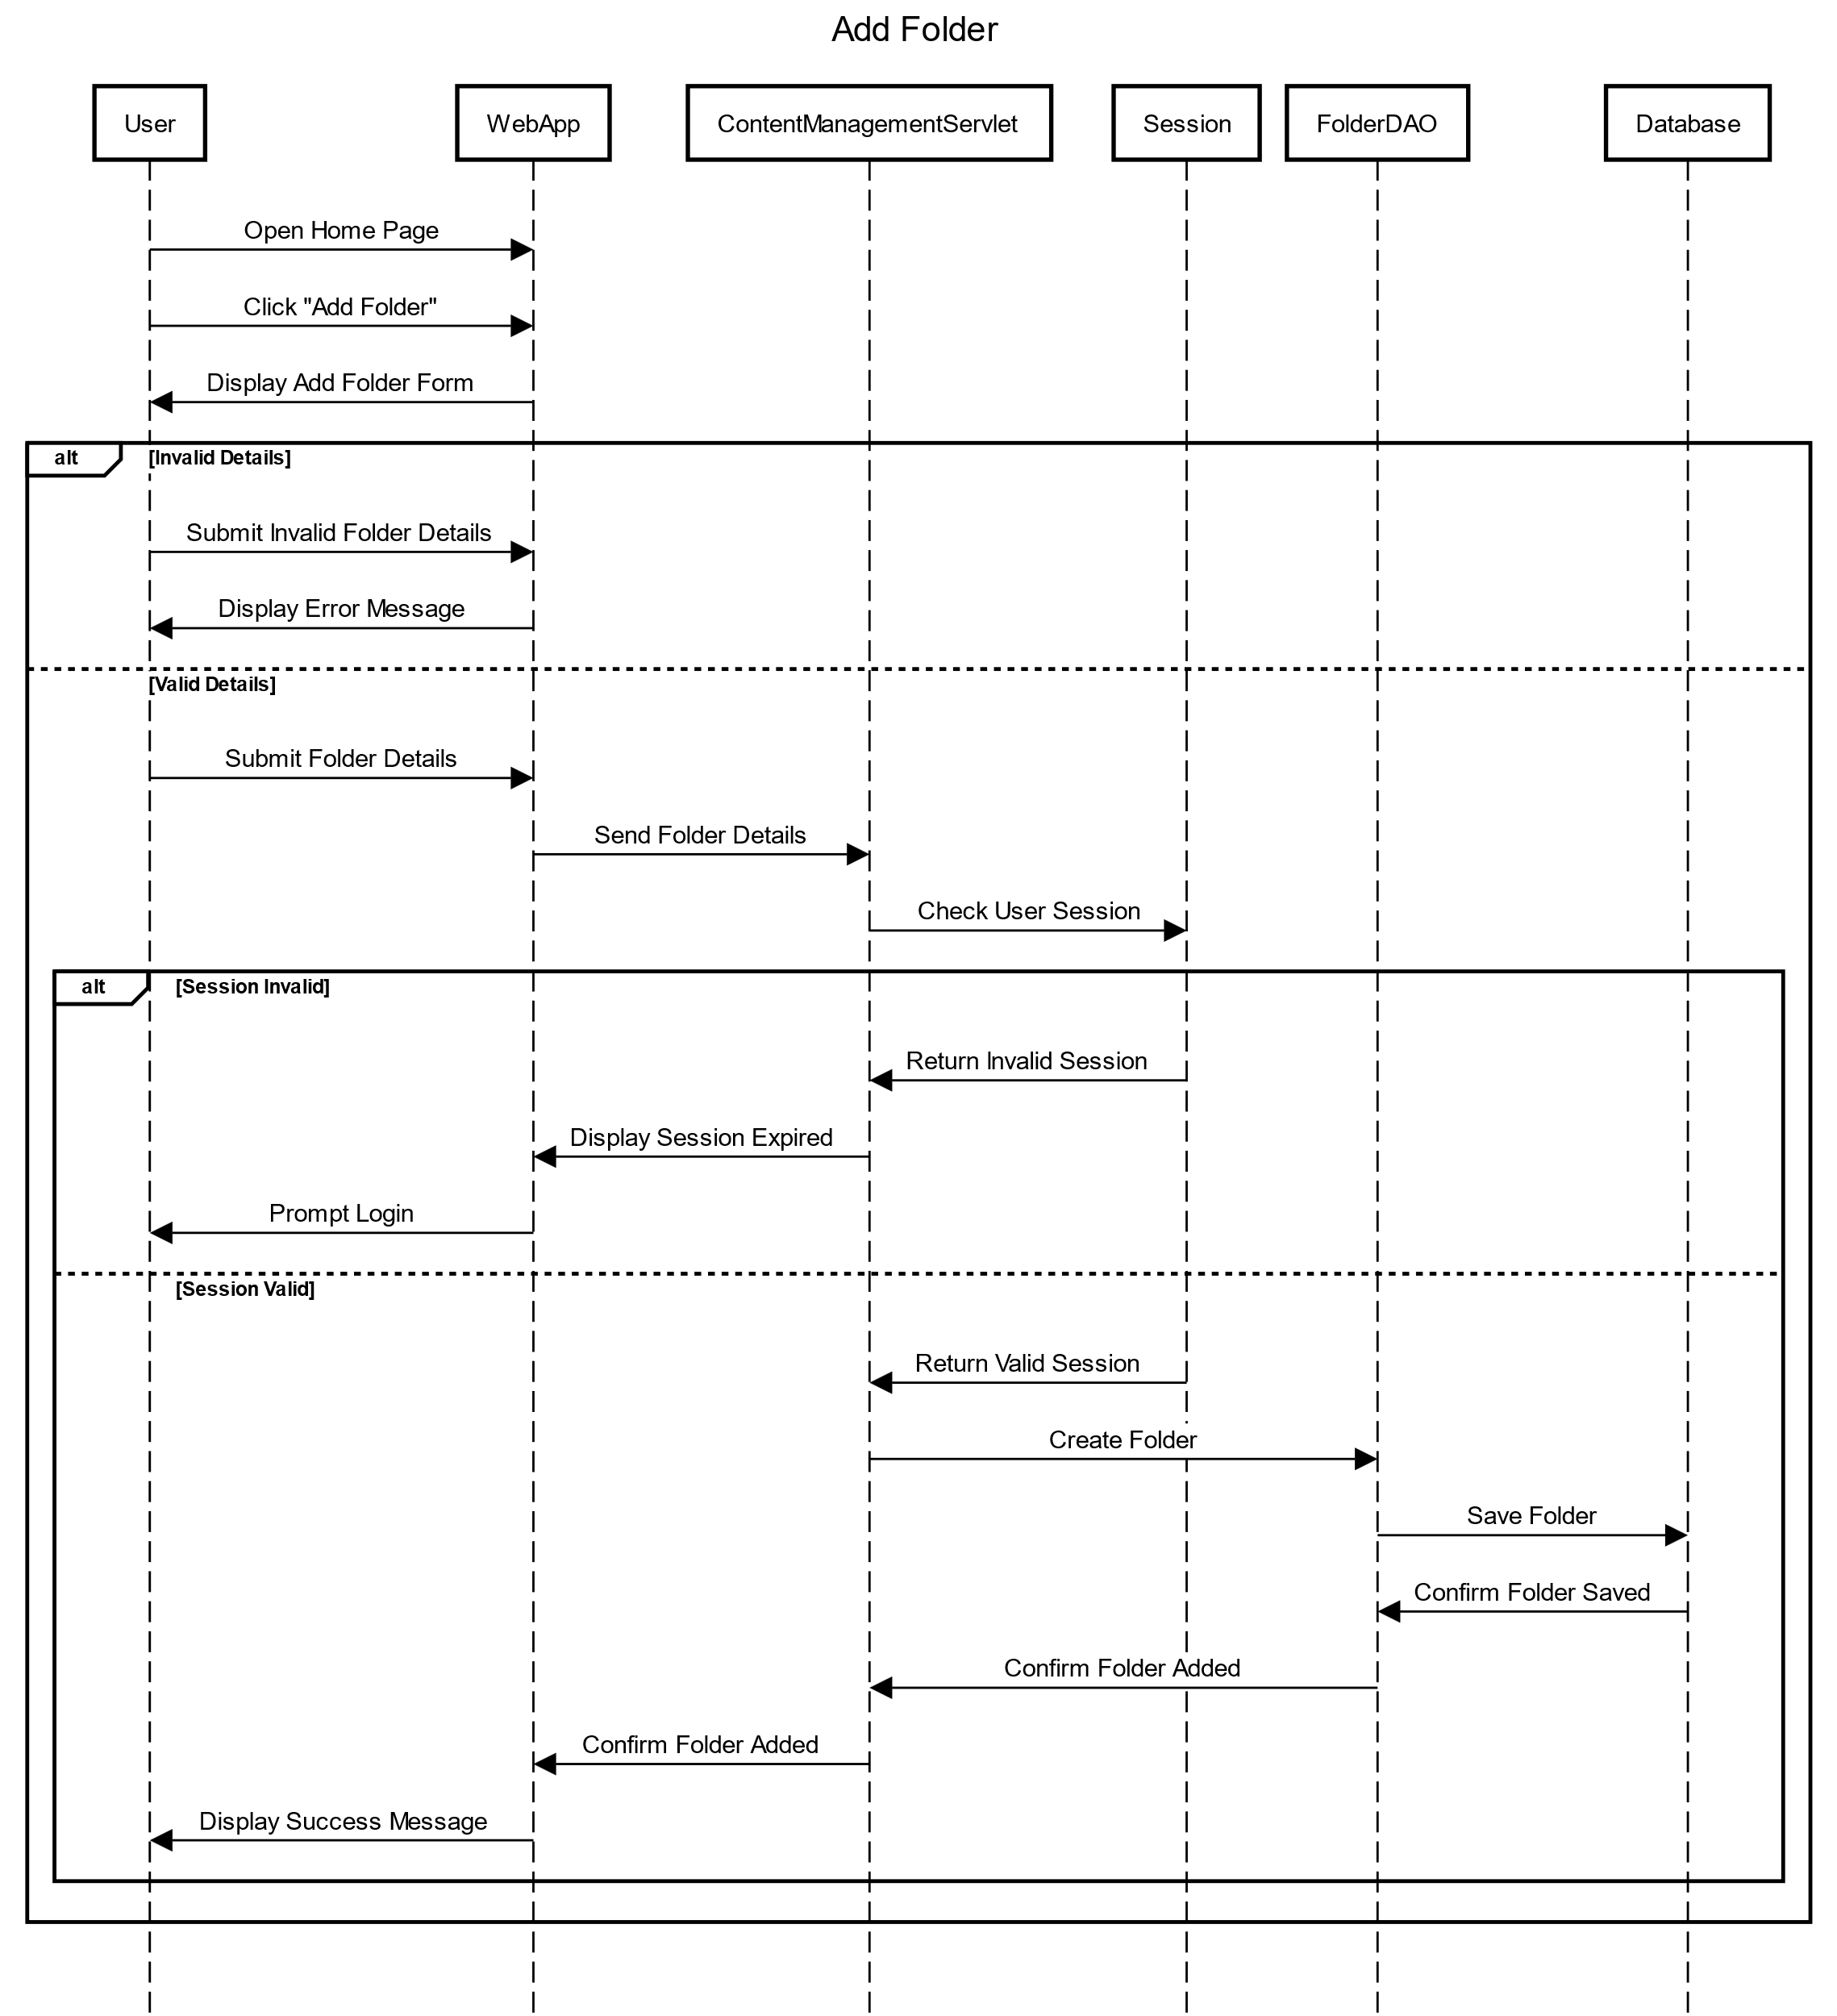 Add Folder
User
WebApp
ContentManagementServlet
Session
FolderDAO
Database
Open Home Page
Click "Add Folder"
Display Add Folder Form
alt
[Invalid Details]
Submit Invalid Folder Details
Display Error Message
[Valid Details]
Submit Folder Details
Send Folder Details
Check User Session
alt
[Session Invalid]
Return Invalid Session
Display Session Expired
Prompt Login
[Session Valid]
Return Valid Session
Create Folder
Save Folder
Confirm Folder Saved
Confirm Folder Added
Confirm Folder Added
Display Success Message